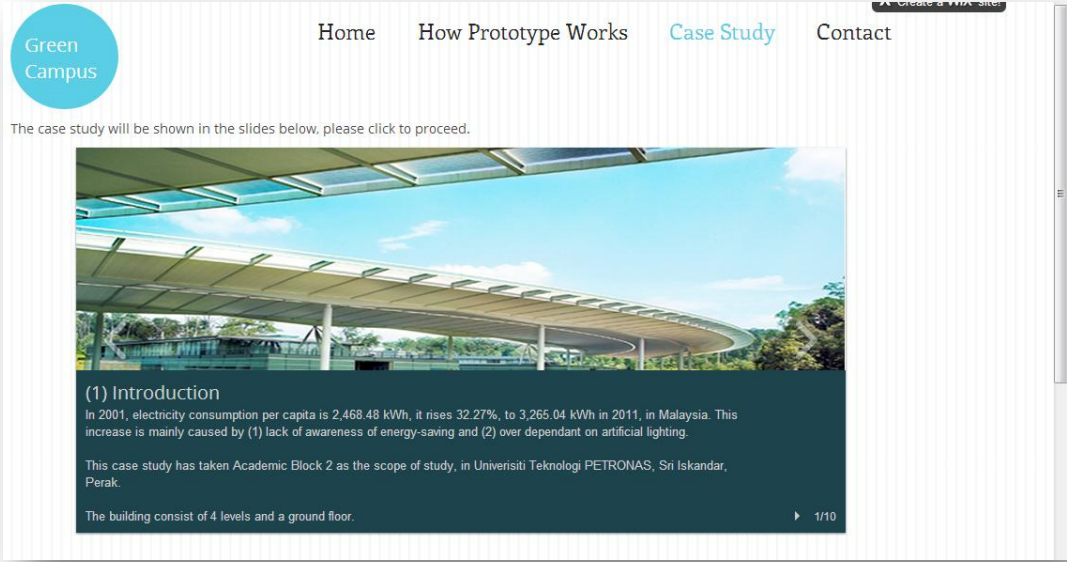 Create a WiX site!
Green
Campus
Home How Prototype Works Case Study Contact
The case study will be shown in the slides below, please click to proceed.
(1) Introduction
In 2001, electricity consumption per capita is 2,468.48 kWh, it rises 32.27%, to 3,265.04 kWh in 2011, in Malaysia. This
increase is mainly caused by (1) lack of awareness of energy-saving and (2) over dependant on artificial lighting.
This case study has taken Academic Block 2 as the scope of study, in Univerisiti Teknologi PETRONAS, Sri Iskandar,
Perak.
The building consist of 4 levels and a ground floor.
1/10